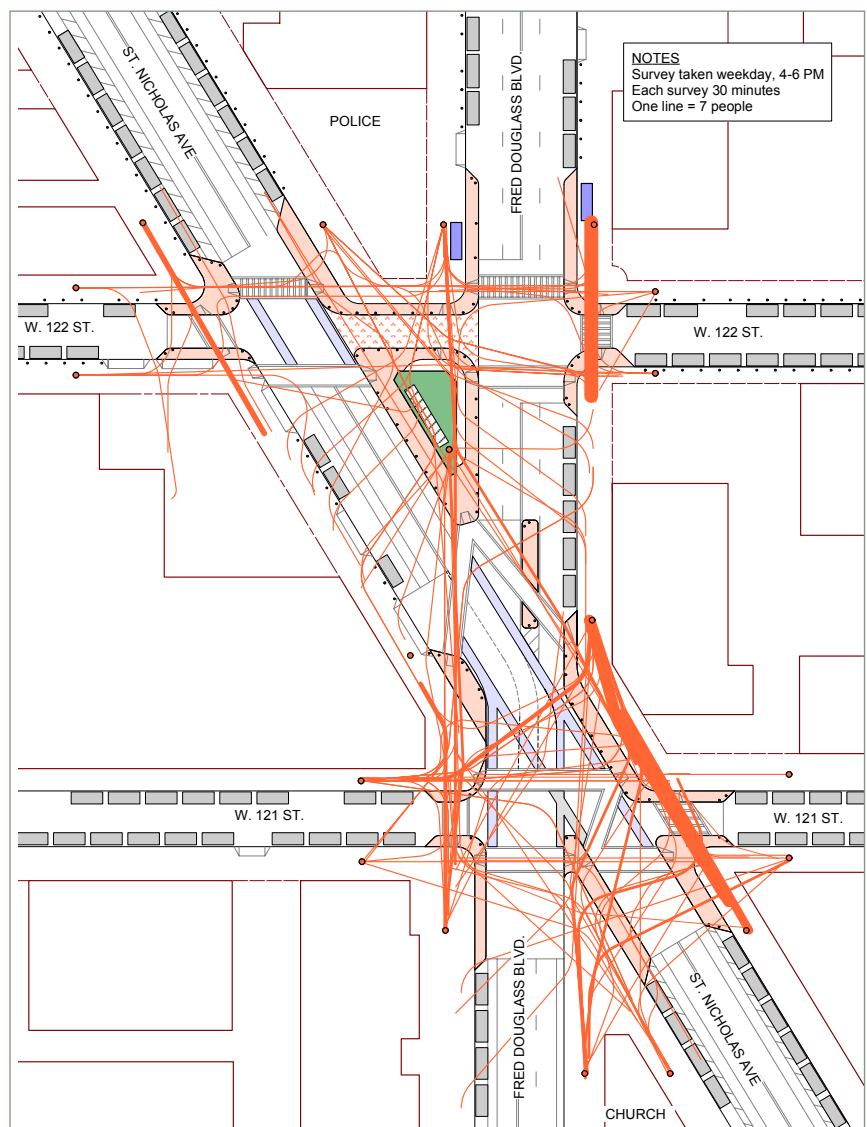 NOTES
Survey taken weekday, 4-6 PM
Each survey 30 minutes
One line = 7 people
ST. NICHOLAS AVE
FRED DOUGLASS BLVD.
POLICE
W. 122 ST.
W. 122 ST.
W. 121 ST.
W. 121 ST.
FRED DOUGLASS BLVD.
ST. NICHOLAS AVE
CHURCH